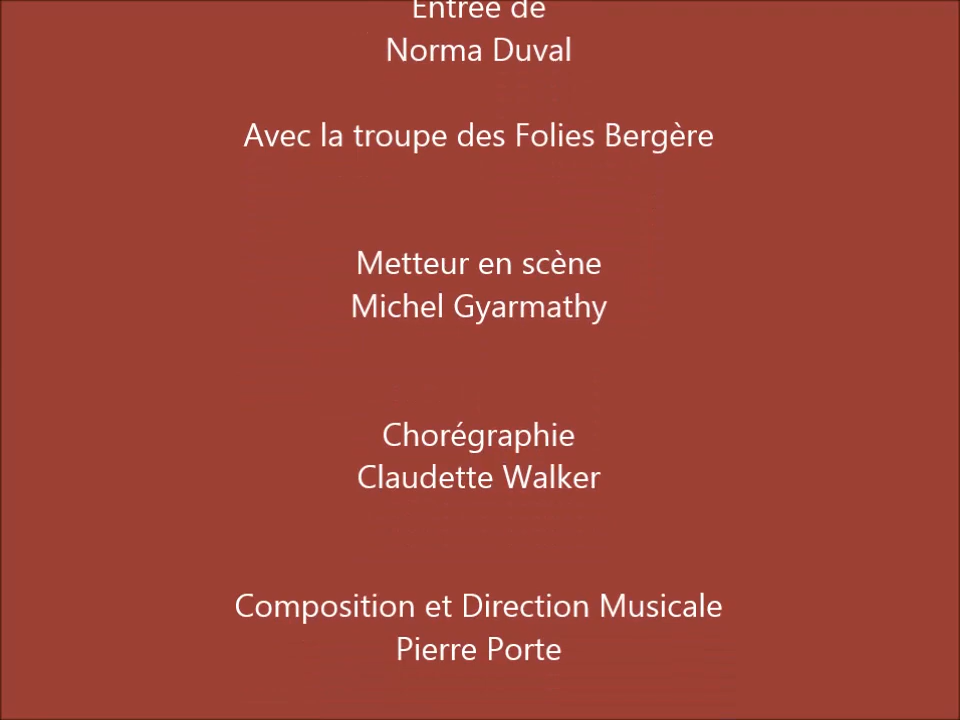 Entrée de
Norma Duval
Avec la troupe des Folies Bergère
Metteur en scène
Michel Gyarmathy
Chorégraphie
Claudette Walker
Composition et Direction Musicale
Pierre Porte